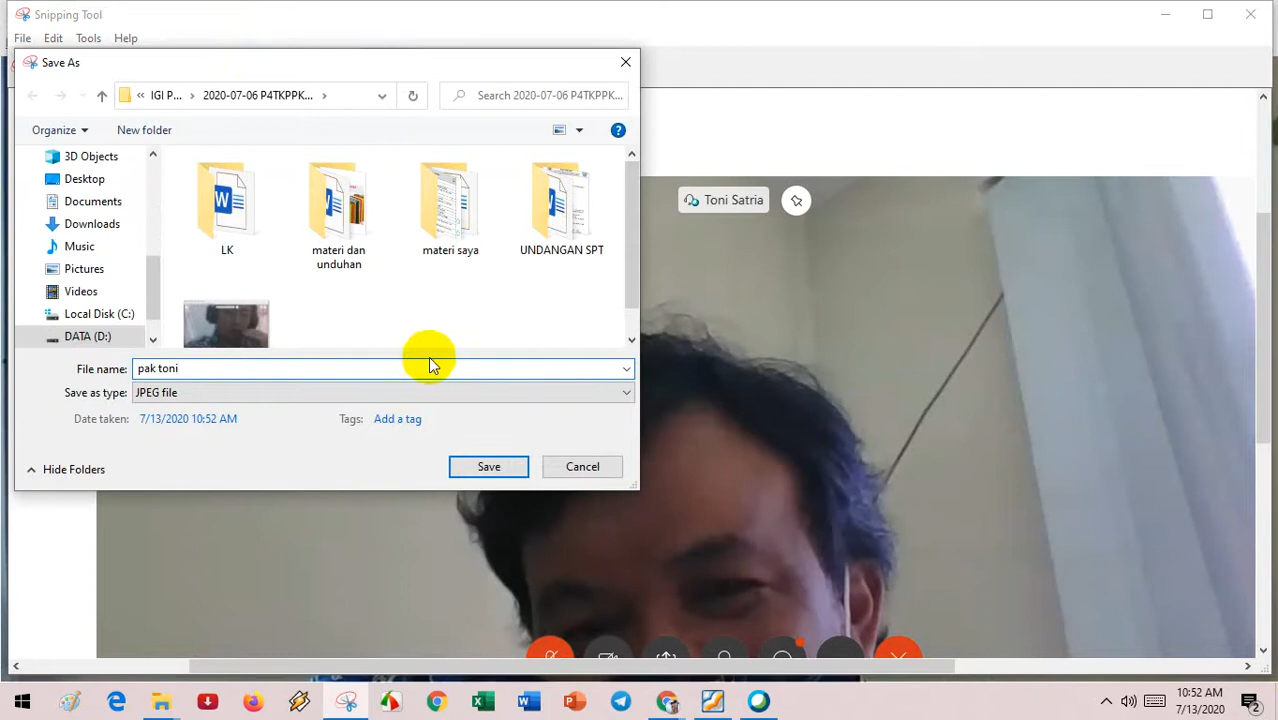 Snipping Tool
File Edit Tools Help
Save As
« IGI P... › 2020-07-06 P4TKPPK... ›
Search 2020-07-06 P4TKPPK...
Organize New folder
3D Objects
Desktop
Documents
Downloads
Music
Pictures
Videos
Local Disk (C:)
DATA (D:)
LK
materi dan
unduhan
materi saya
UNDANGAN SPT
File name: pak toni
Save as type: JPEG file
Date taken: 7/13/2020 10:52 AM Tags: Add a tag
Hide Folders
Save Cancel
Toni Satria
10:52 AM
7/13/2020
2